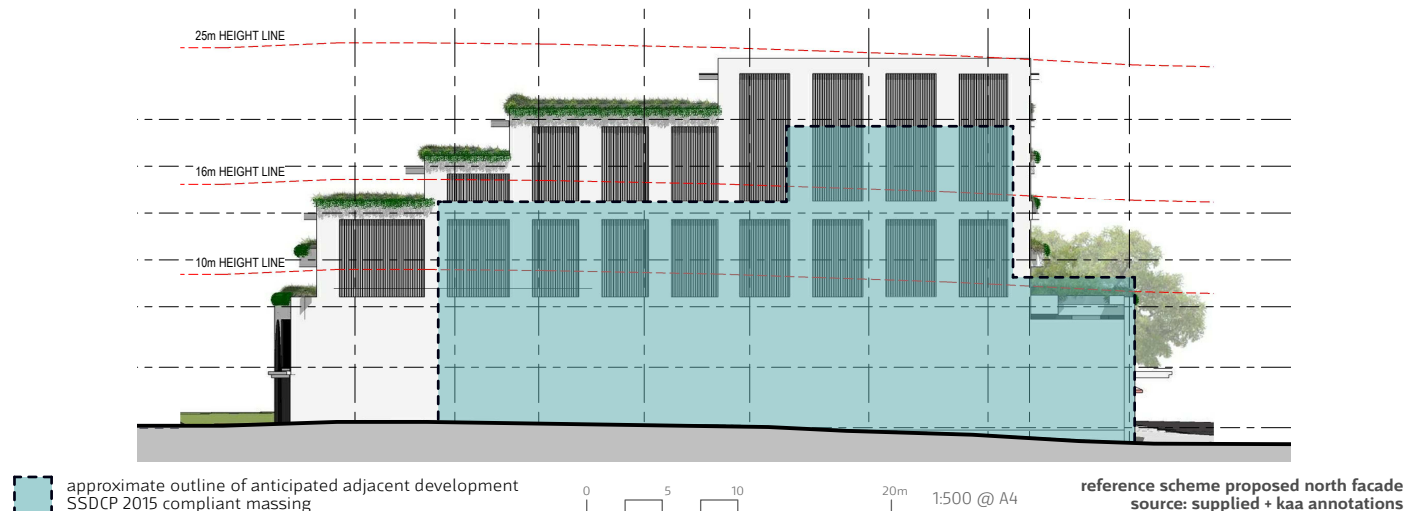 25m HEIGHT LINE
16m HEIGHT LINE
10m HEIGHT LINE
approximate outline of anticipated adjacent development
SSDCP 2015 compliant massing
0 5 10 20m
1:500 @ A4
reference scheme proposed north facade
source: supplied + kaa annotations